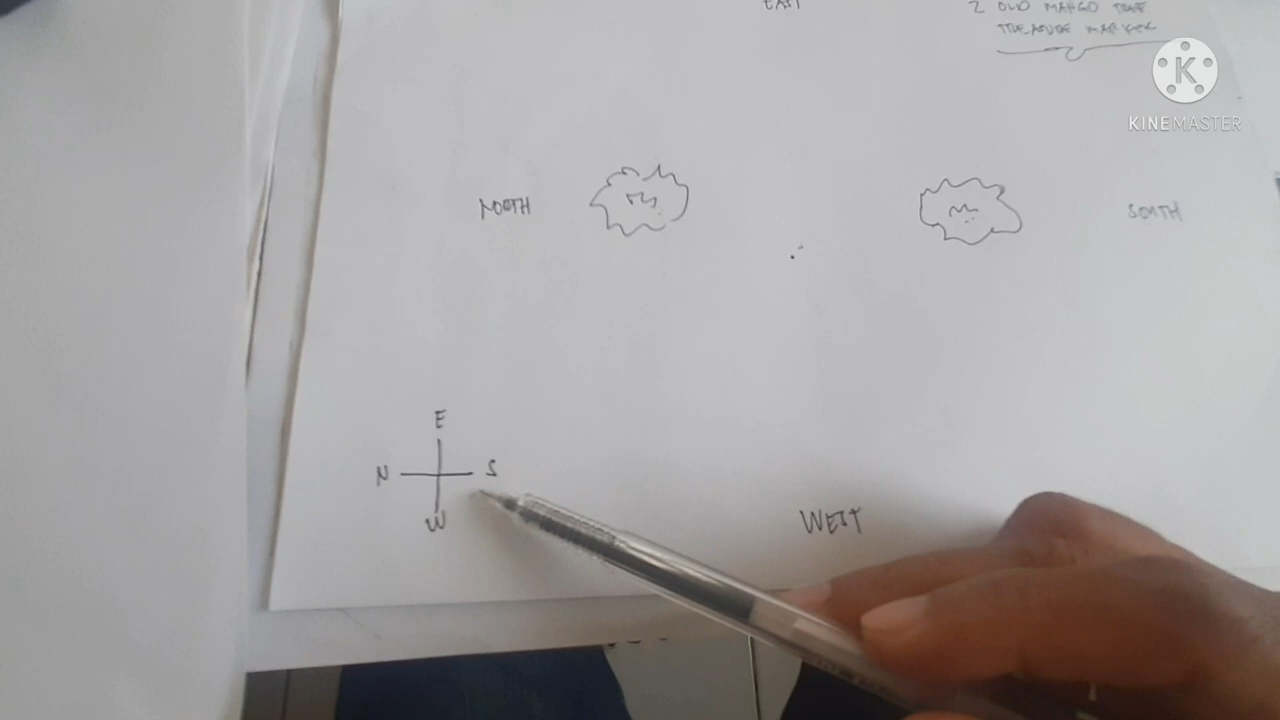 EAST
2 OLD MANGO TREE
TREASURE MARKER
KINEMASTER
NORTH
M
M
SOUTH
E
N
S
W
WEST